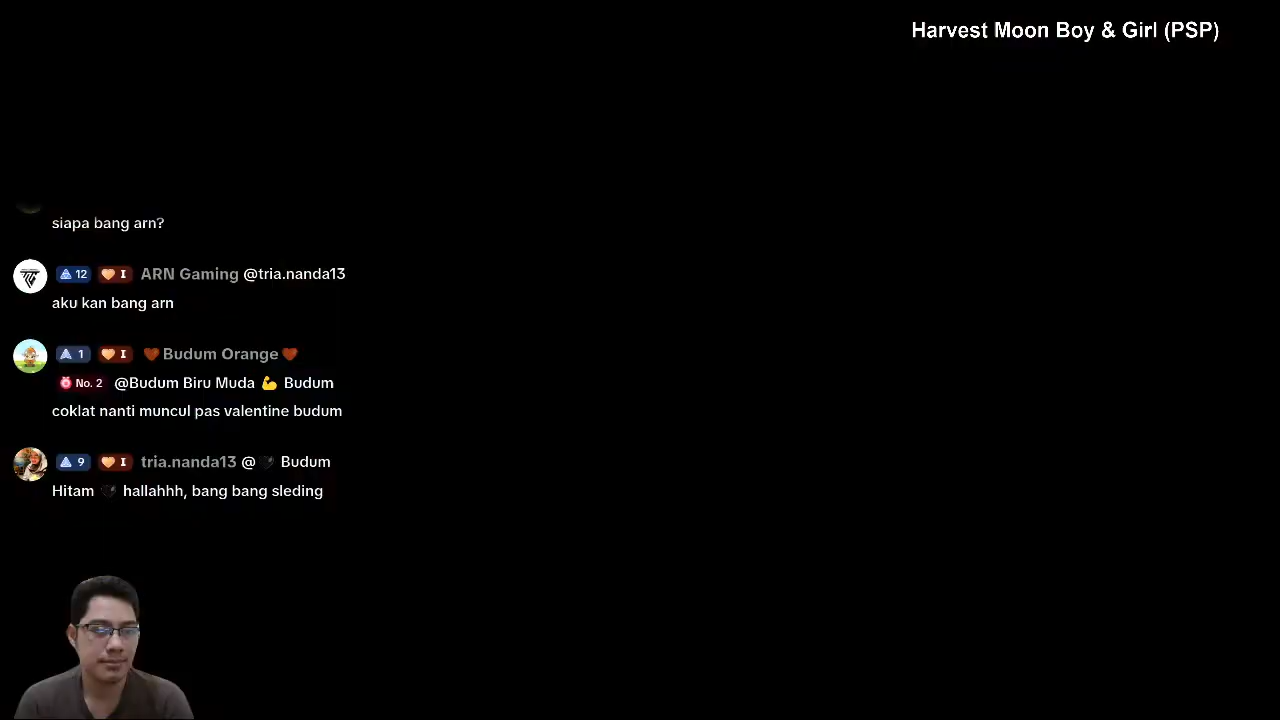 Harvest Moon Boy & Girl (PSP)
siapa bang arn?
12 I ARN Gaming @tria.nanda13
aku kan bang arn
1 I 🤎Budum Orange🤎
No. 2 @Budum Biru Muda 💪 Budum
coklat nanti muncul pas valentine budum
9 I tria.nanda13 @🖤 Budum
Hitam 🖤 hallahhh, bang bang sleding